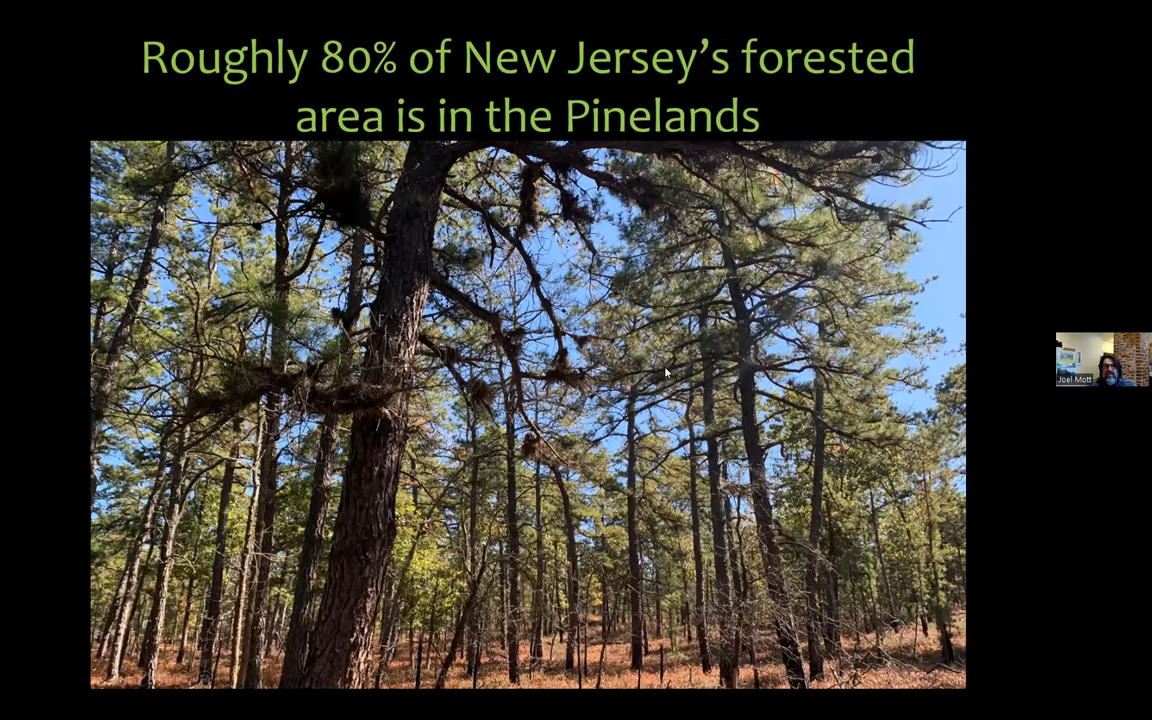 Roughly 80% of New Jersey's forested
area is in the Pinelands
Joel Mott